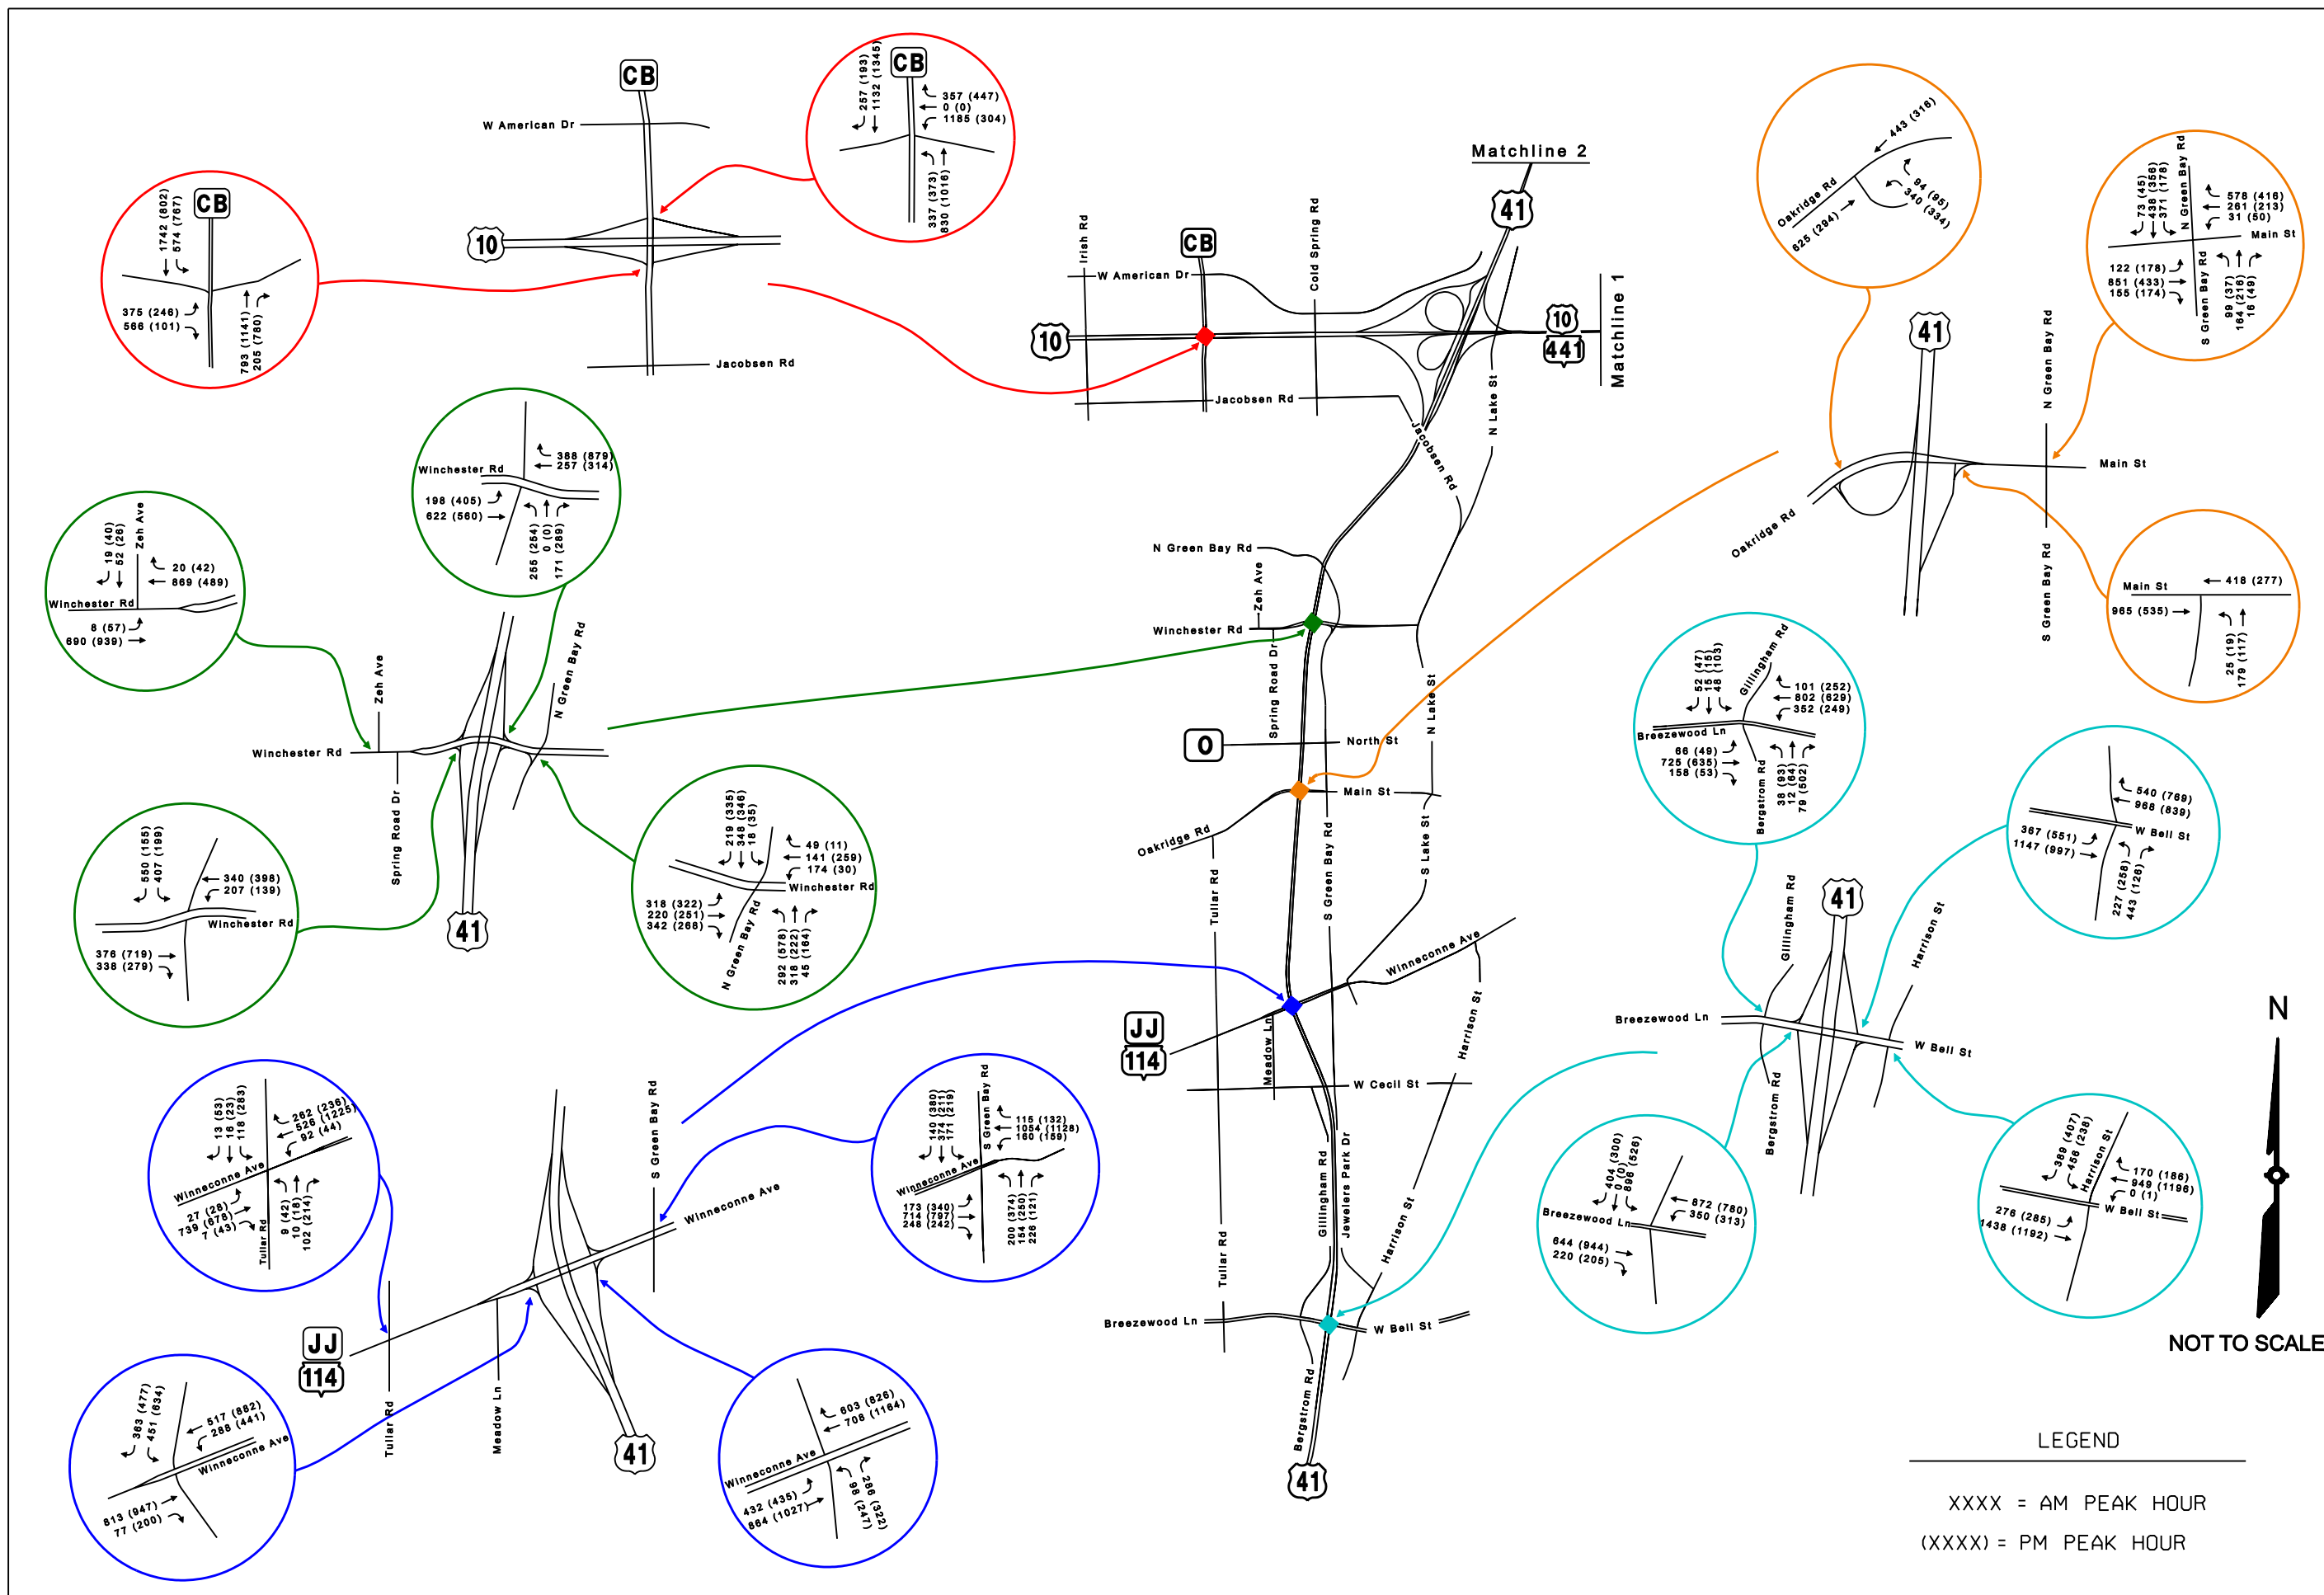 CB
W American Dr
10
Jacobsen Rd
CB
257 (193)
1132 (1345)
357 (447)
0 (0)
1185 (304)
337 (373)
830 (1016)
CB
1742 (802)
574 (767)
375 (246)
566 (101)
793 (1141)
205 (780)
Winchester Rd
388 (879)
257 (314)
198 (405)
622 (560)
255 (254)
0 (0)
171 (289)
19 (40)
52 (26)
Zeh Ave
20 (42)
869 (489)
Winchester Rd
8 (57)
690 (939)
Zeh Ave
N Green Bay Rd
Winchester Rd
Spring Road Dr
41
550 (155)
407 (199)
340 (398)
207 (139)
Winchester Rd
376 (719)
338 (279)
219 (335)
348 (346)
18 (35)
49 (11)
141 (259)
174 (30)
Winchester Rd
318 (322)
220 (251)
342 (268)
N Green Bay Rd
292 (578)
318 (222)
45 (164)
13 (53)
16 (23)
118 (283)
262 (236)
526 (1225)
92 (44)
Winneconne Ave
27 (28)
739 (678)
7 (43)
Tullar Rd
9 (42)
10 (18)
102 (214)
S Green Bay Rd
Winneconne Ave
JJ
114
Tullar Rd
Meadow Ln
41
140 (380)
374 (211)
171 (219)
S Green Bay Rd
115 (132)
1054 (1128)
160 (159)
Winneconne Ave
173 (340)
714 (797)
248 (242)
200 (374)
154 (250)
226 (121)
363 (477)
451 (634)
517 (882)
288 (441)
Winneconne Ave
813 (947)
77 (200)
603 (826)
708 (1164)
Winneconne Ave
432 (435)
864 (1027)
98 (247)
286 (322)
Matchline 2
41
Irish Rd
CB
Cold Spring Rd
W American Dr
10
10
441
Matchline 1
Jacobsen Rd
Jacobsen Rd
N Lake St
N Green Bay Rd
Zeh Ave
Winchester Rd
Spring Road Dr
N Lake St
O
North St
Main St
Oakridge Rd
S Green Bay Rd
S Lake St
Tullar Rd
Winneconne Ave
JJ
114
Meadow Ln
Harrison St
W Cecil St
Gillingham Rd
Jewelers Park Dr
Harrison St
Tullar Rd
Breezewood Ln
W Bell St
Bergstrom Rd
41
443 (316)
Oakridge Rd
94 (95)
340 (334)
625 (294)
73 (45)
438 (356)
371 (178)
N Green Bay Rd
578 (416)
261 (213)
31 (50)
Main St
122 (178)
851 (433)
155 (174)
S Green Bay Rd
99 (37)
164 (216)
16 (49)
41
N Green Bay Rd
Main St
Oakridge Rd
S Green Bay Rd
Main St
418 (277)
965 (535)
25 (19)
179 (117)
52 (47)
15 (15)
48 (103)
Gillingham Rd
101 (252)
802 (629)
352 (249)
Breezewood Ln
66 (49)
725 (635)
158 (53)
Bergstrom Rd
38 (93)
12 (64)
79 (502)
540 (769)
968 (839)
W Bell St
367 (551)
1147 (997)
227 (258)
443 (126)
Gillingham Rd
41
Harrison St
Breezewood Ln
W Bell St
Bergstrom Rd
404 (300)
0 (0)
896 (526)
872 (780)
350 (313)
Breezewood Ln
644 (944)
220 (205)
389 (407)
456 (238)
Harrison St
170 (186)
949 (1196)
0 (1)
W Bell St
276 (285)
1438 (1192)
N
NOT TO SCALE
LEGEND
XXXX = AM PEAK HOUR
(XXXX) = PM PEAK HOUR